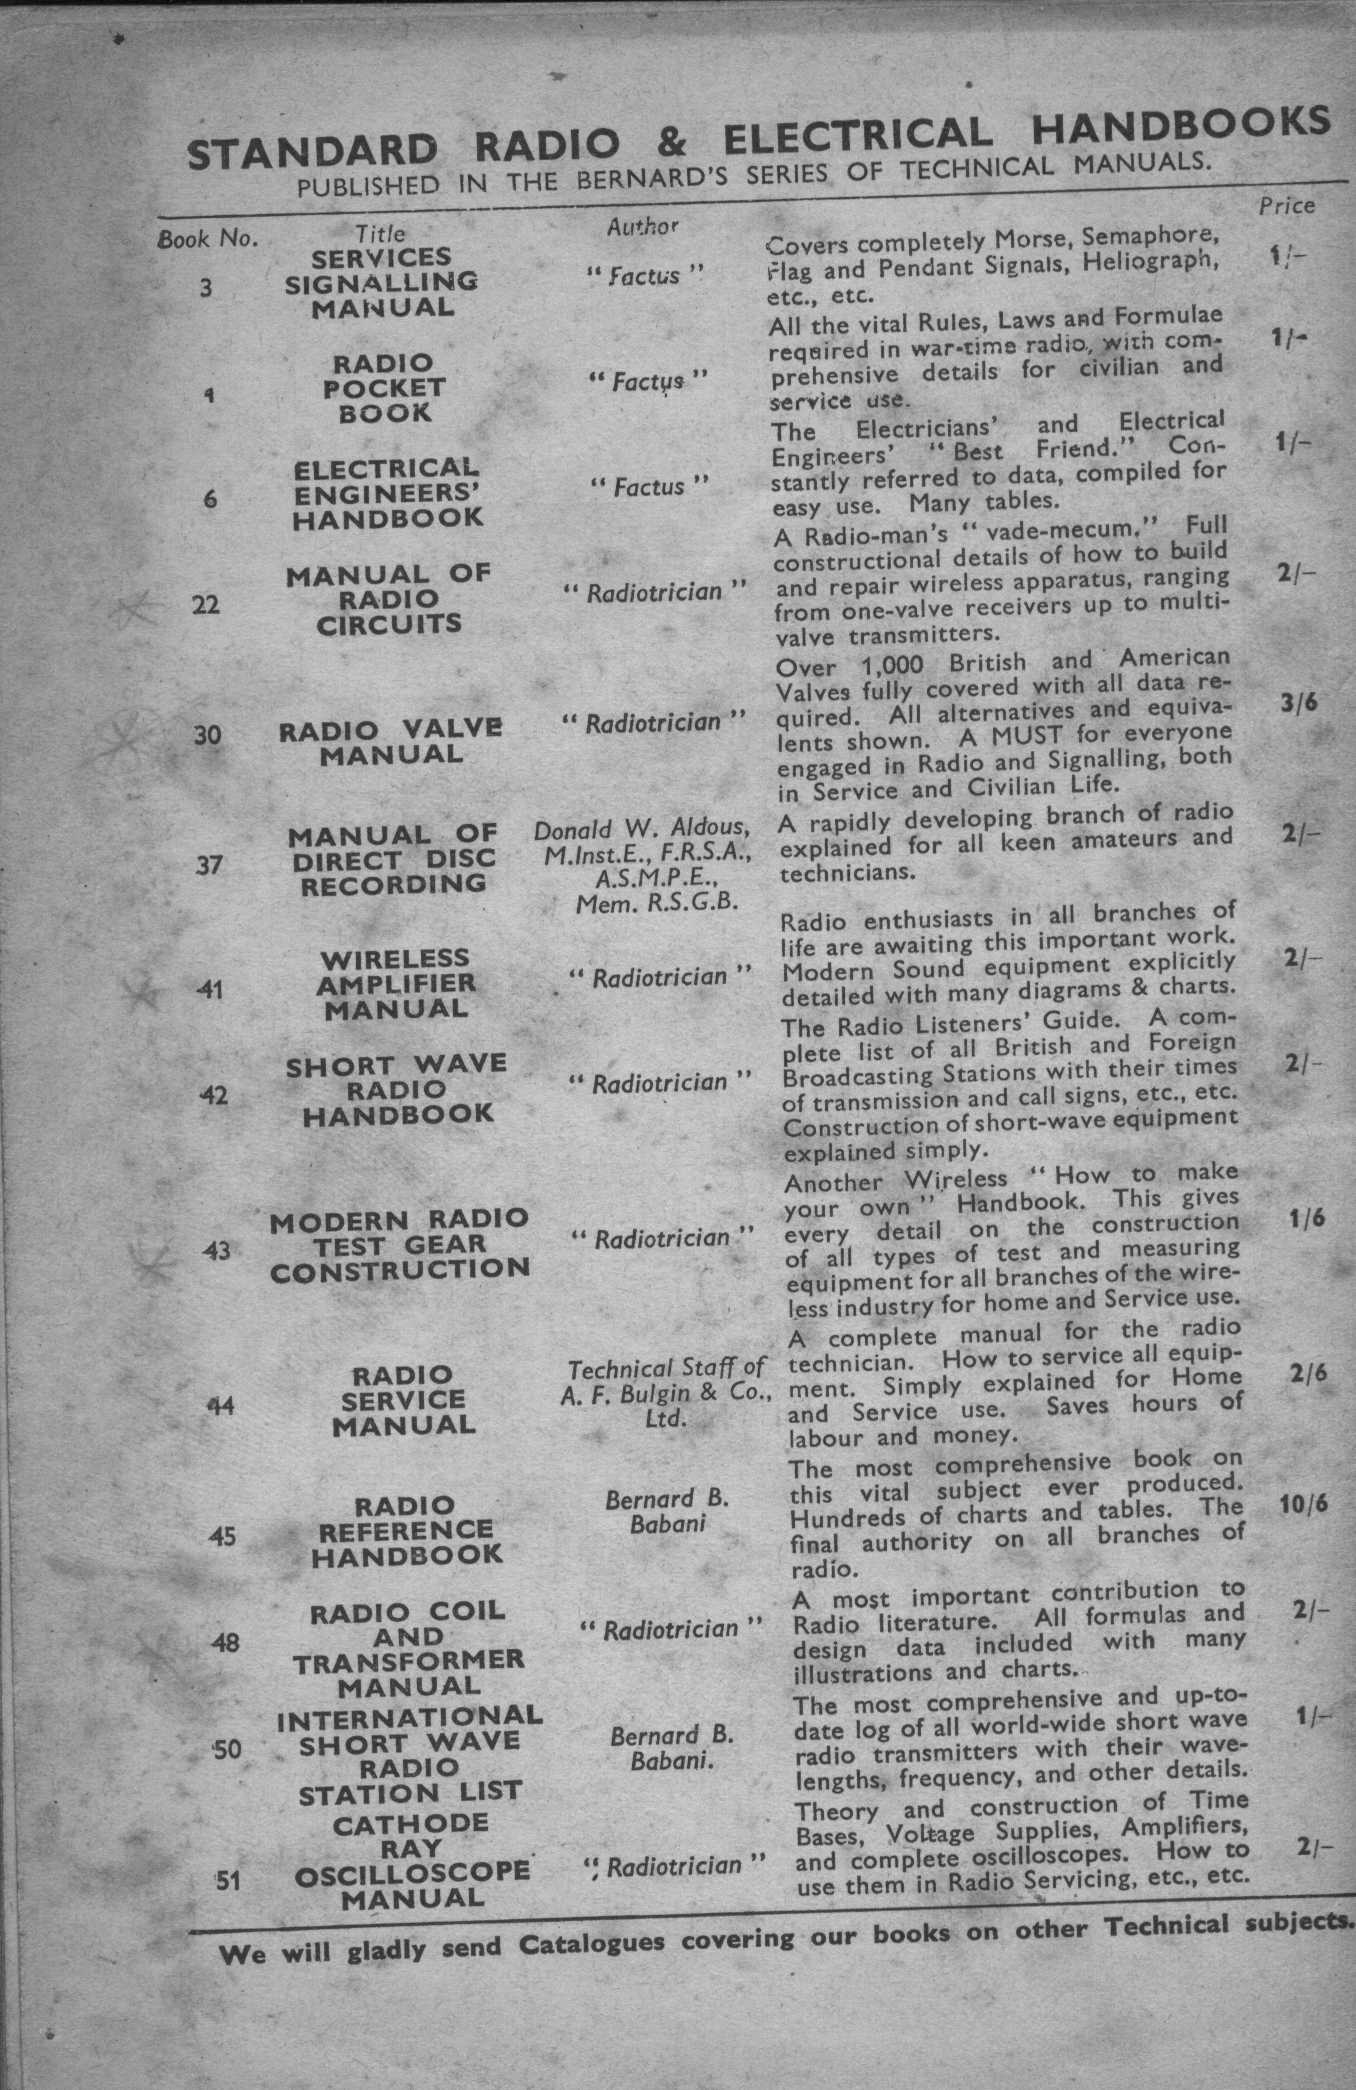 STANDARD RADIO & ELECTRICAL HANDBOOKS
PUBLISHED IN THE BERNARD'S SERIES OF TECHNICAL MANUALS.
Book No. Title Author Price
3
SERVICES
SIGNALLING
MANUAL
" Factus "
Covers completely Morse, Semaphore,
Flag and Pendant Signals, Heliograph,
etc., etc.
1/-
RADIO
POCKET
BOOK
" Factus "
All the vital Rules, Laws and Formulae
required in war-time radio, with com-
prehensive details for civilian and
service use.
1/-
6
ELECTRICAL
ENGINEERS'
HANDBOOK
" Factus "
The Electricians' and Electrical
Engineers' " Best Friend." Con-
stantly referred to data, compiled for
easy use. Many tables.
1/-
22
MANUAL OF
RADIO
CIRCUITS
" Radiotrician "
A Radio-man's " vade-mecum." Full
constructional details of how to build
and repair wireless apparatus, ranging
from one-valve receivers up to multi-
valve transmitters.
2/-
30
RADIO VALVE
MANUAL
" Radiotrician "
Over 1,000 British and American
Valves fully covered with all data re-
quired. All alternatives and equiva-
lents shown. A MUST for everyone
engaged in Radio and Signalling, both
in Service and Civilian Life.
3/6
37
MANUAL OF
DIRECT DISC
RECORDING
Donald W. Aldous,
M.Inst.E., F.R.S.A.,
A.S.M.P.E.,
Mem. R.S.G.B.
A rapidly developing branch of radio
explained for all keen amateurs and
technicians.
2/-
41
WIRELESS
AMPLIFIER
MANUAL
" Radiotrician "
Radio enthusiasts in all branches of
life are awaiting this important work.
Modern Sound equipment explicitly
detailed with many diagrams & charts.
2/-
42
SHORT WAVE
RADIO
HANDBOOK
" Radiotrician "
The Radio Listeners' Guide. A com-
plete list of all British and Foreign
Broadcasting Stations with their times
of transmission and call signs, etc., etc.
Construction of short-wave equipment
explained simply.
2/-
43
MODERN RADIO
TEST GEAR
CONSTRUCTION
" Radiotrician "
Another Wireless " How to make
your own " Handbook. This gives
every detail on the construction
of all types of test and measuring
equipment for all branches of the wire-
less industry for home and Service use.
1/6
44
RADIO
SERVICE
MANUAL
Technical Staff of
A. F. Bulgin & Co.,
Ltd.
A complete manual for the radio
technician. How to service all equip-
ment. Simply explained for Home
and Service use. Saves hours of
labour and money.
2/6
45
RADIO
REFERENCE
HANDBOOK
Bernard B.
Babani
The most comprehensive book on
this vital subject ever produced.
Hundreds of charts and tables. The
final authority on all branches of
radio.
10/6
48
RADIO COIL
AND
TRANSFORMER
MANUAL
" Radiotrician "
A most important contribution to
Radio literature. All formulas and
design data included with many
illustrations and charts.
2/-
50
INTERNATIONAL
SHORT WAVE
RADIO
STATION LIST
Bernard B.
Babani.
The most comprehensive and up-to-
date log of all world-wide short wave
radio transmitters with their wave-
lengths, frequency, and other details.
1/-
51
CATHODE
RAY
OSCILLOSCOPE
MANUAL
" Radiotrician "
Theory and construction of Time
Bases, Voltage Supplies, Amplifiers,
and complete oscilloscopes. How to
use them in Radio Servicing, etc., etc.
2/-
We will gladly send Catalogues covering our books on other Technical subjects.